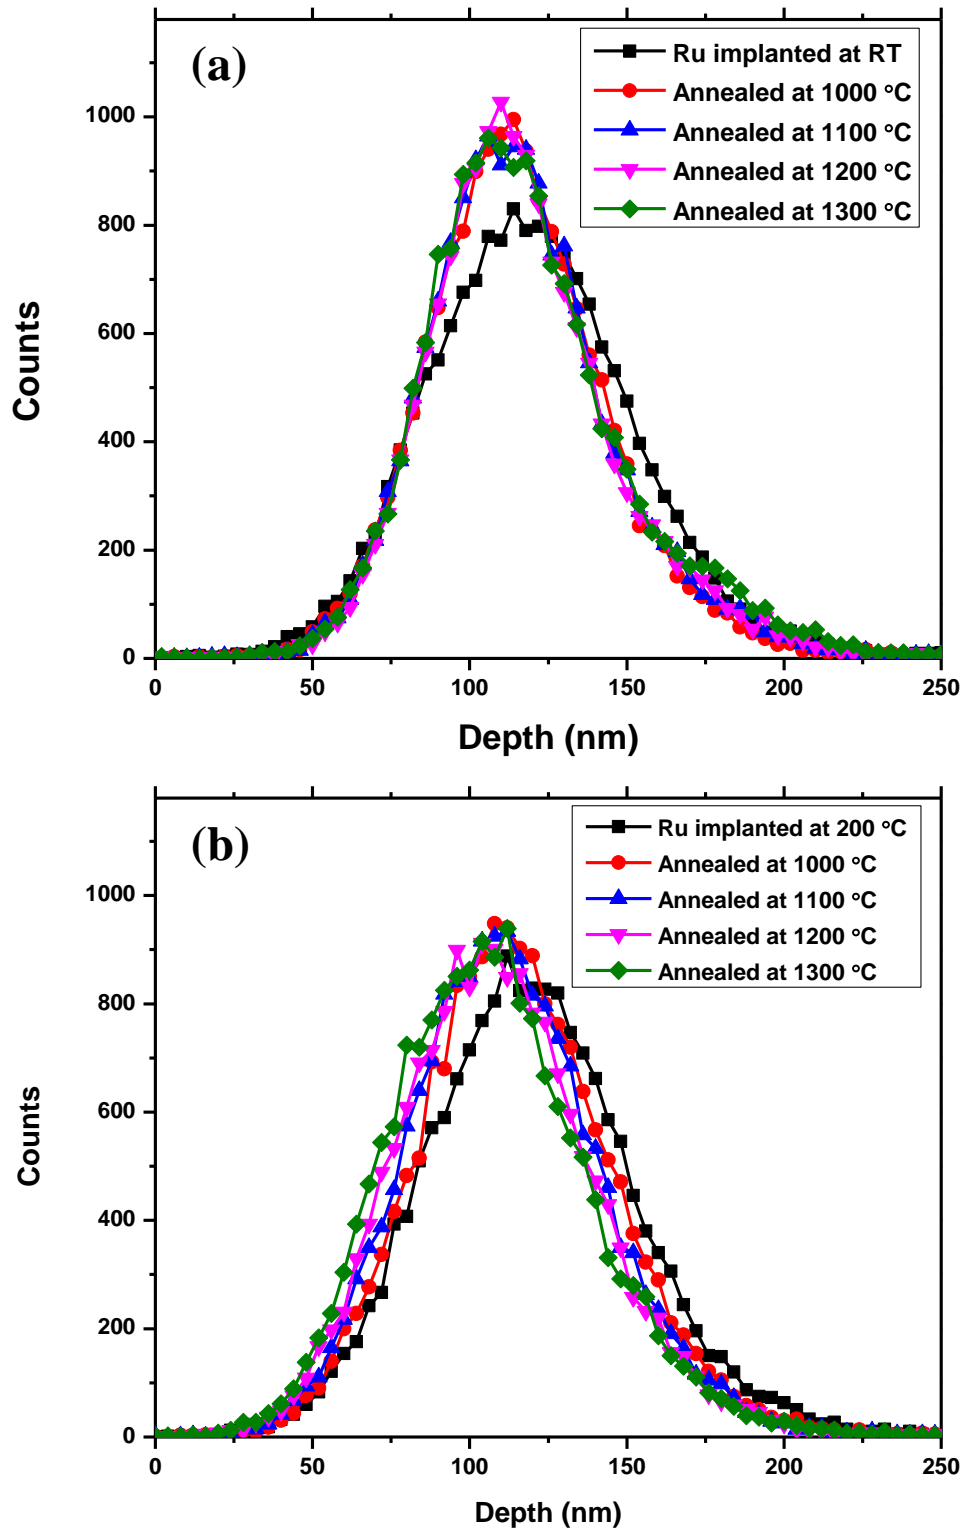 (a)
Ru implanted at RT
Annealed at 1000 °C
Annealed at 1100 °C
Annealed at 1200 °C
Annealed at 1300 °C
1000
800
600
400
200
0
Counts
0 50 100 150 200 250
Depth (nm)
(b)
Ru implanted at 200 °C
Annealed at 1000 °C
Annealed at 1100 °C
Annealed at 1200 °C
Annealed at 1300 °C
1000
800
600
400
200
0
Counts
0 50 100 150 200 250
Depth (nm)